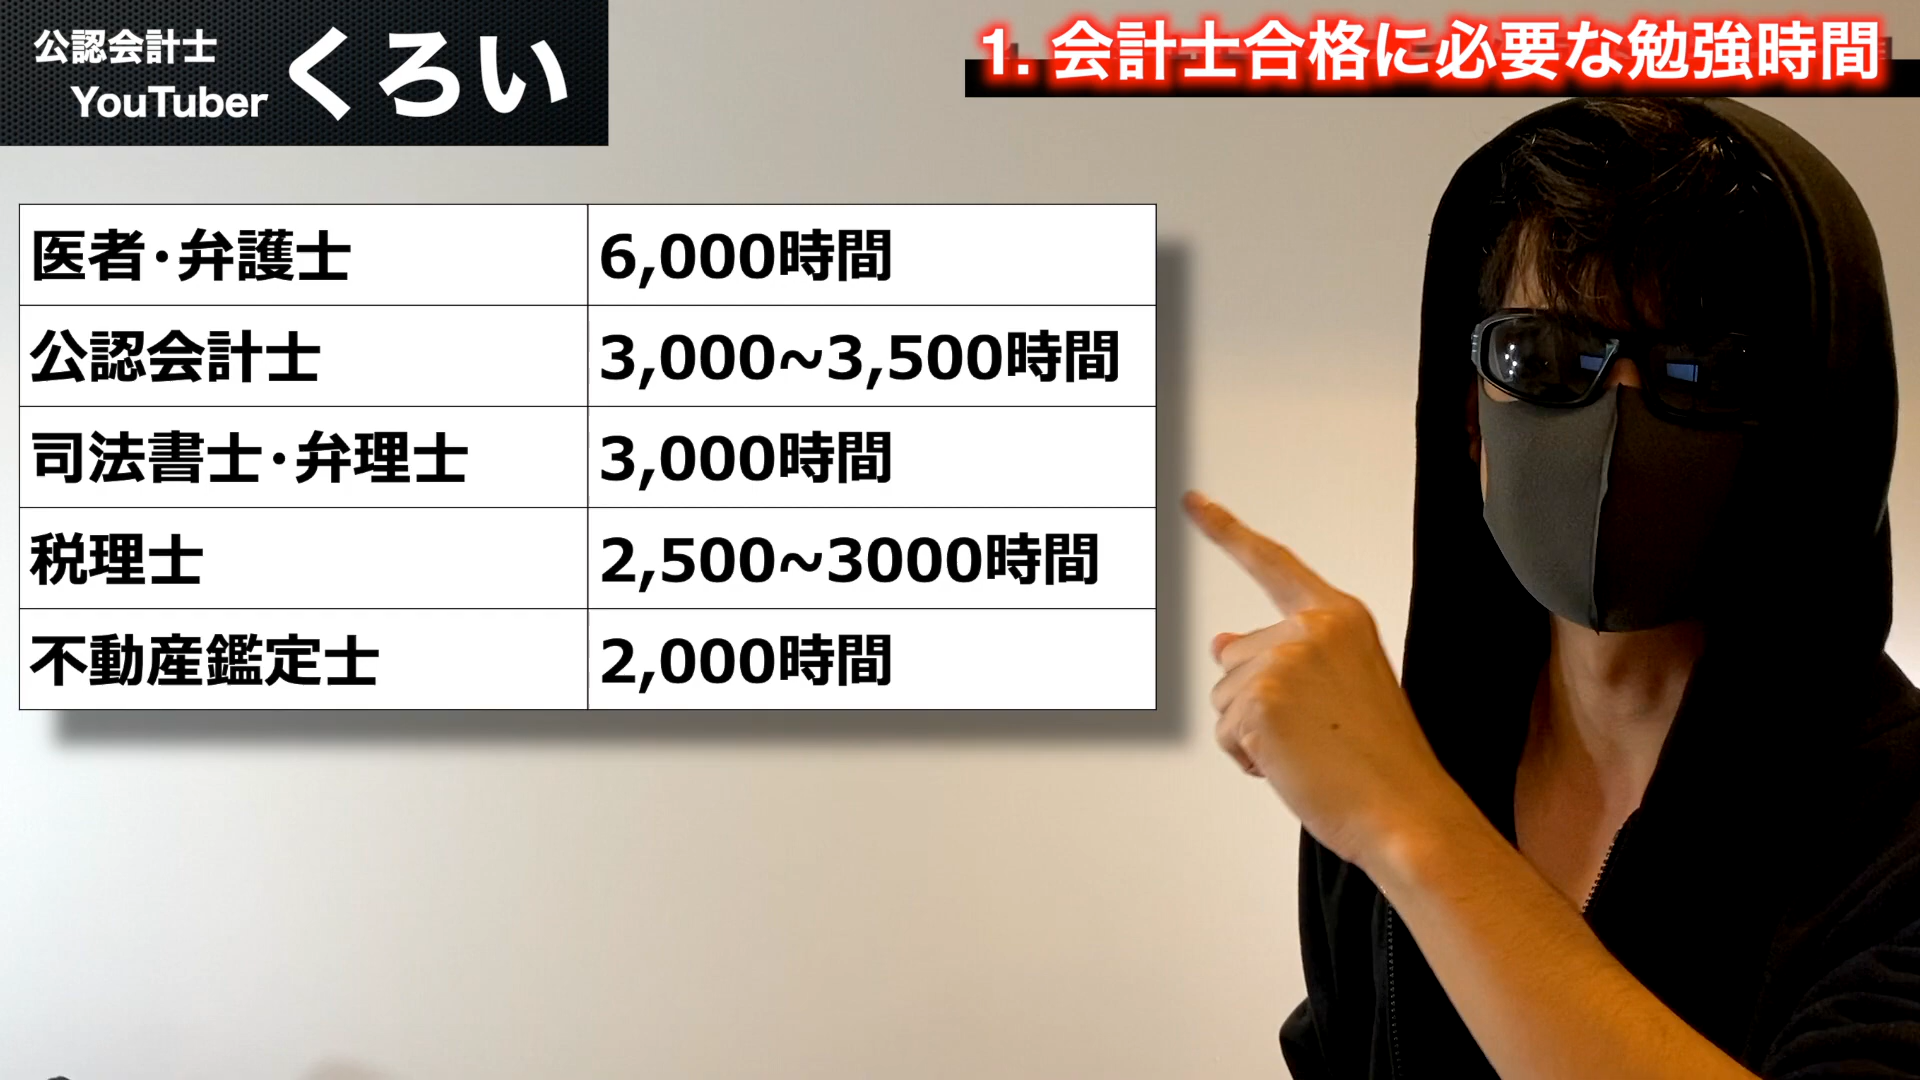 公認会計士
YouTuber くろい
1. 会計士合格に必要な勉強時間
医者・弁護士 6,000時間
公認会計士 3,000~3,500時間
司法書士・弁理士 3,000時間
税理士 2,500~3000時間
不動産鑑定士 2,000時間